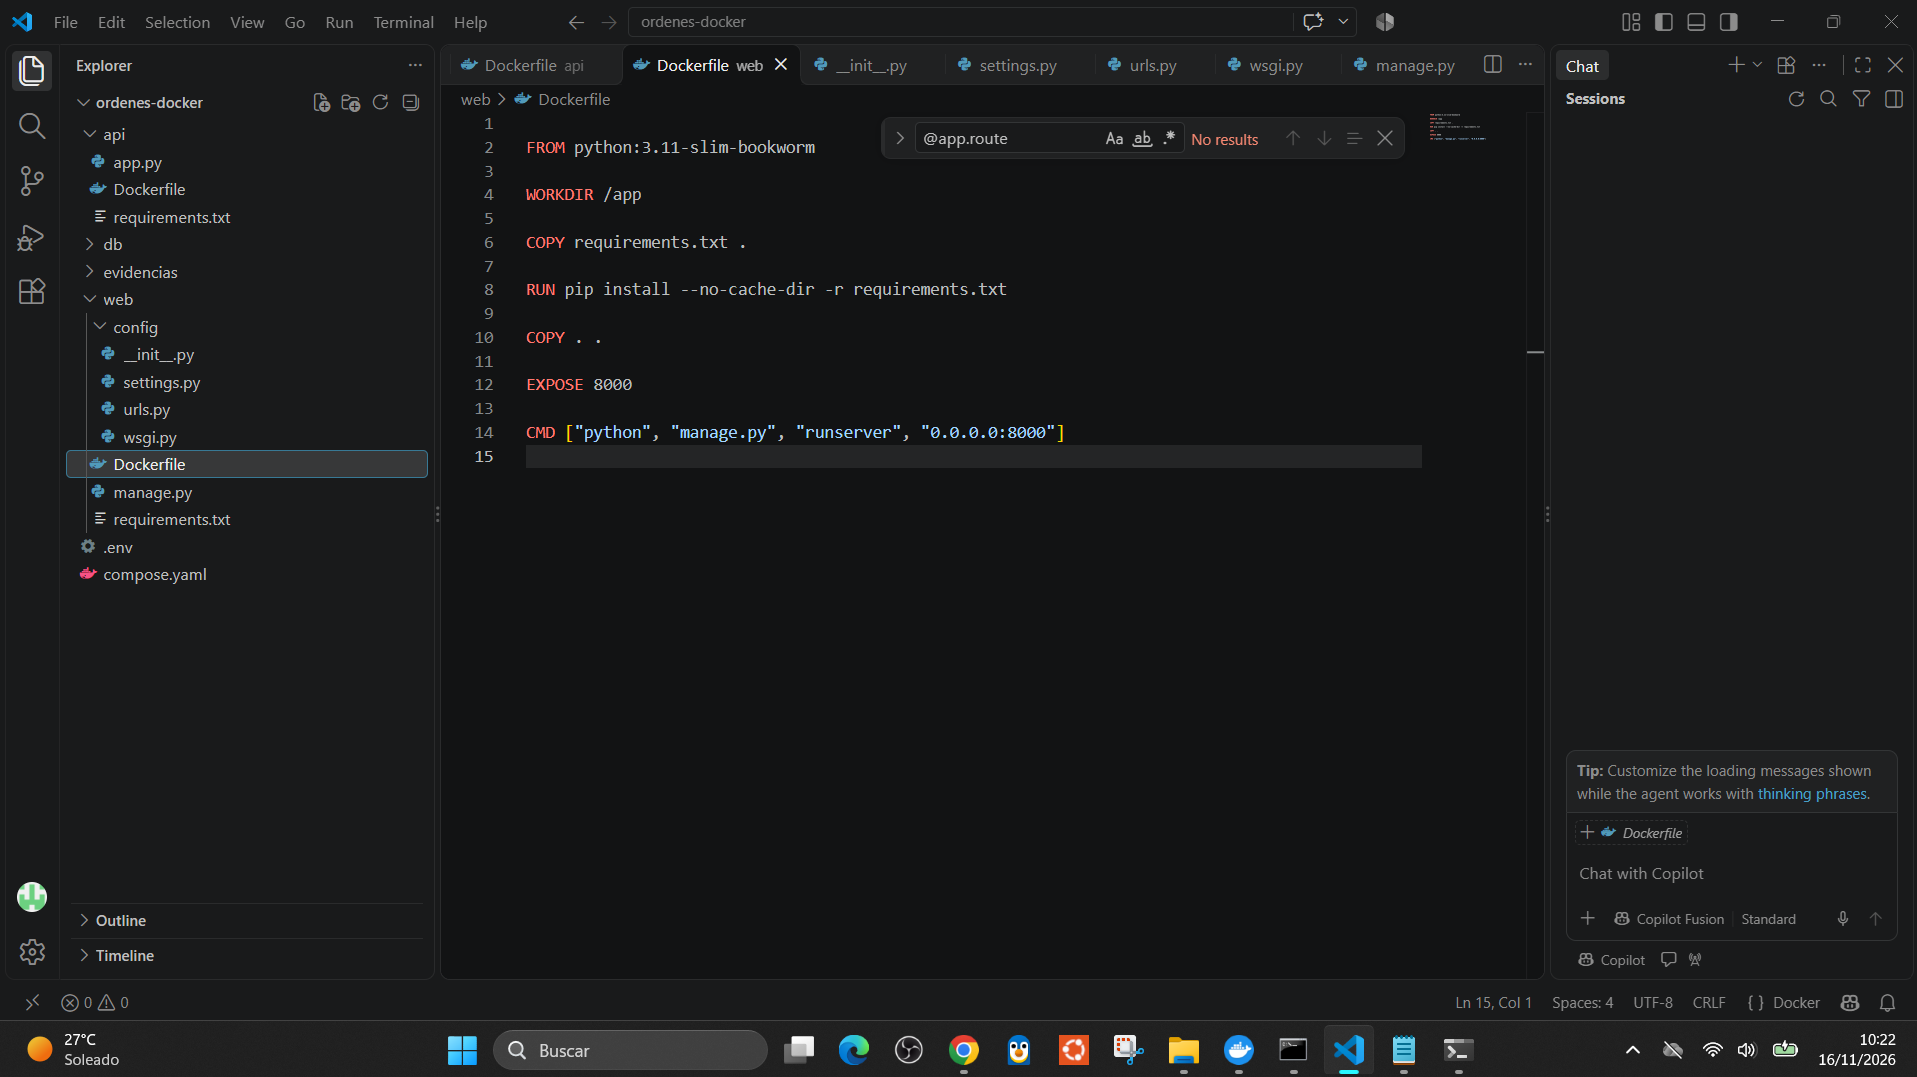 File Edit Selection View Go Run Terminal Help
ordenes-docker
Explorer
ordenes-docker
api
app.py
Dockerfile
requirements.txt
db
evidencias
web
config
__init__.py
settings.py
urls.py
wsgi.py
Dockerfile
manage.py
requirements.txt
.env
compose.yaml
Outline
Timeline
Dockerfile api
Dockerfile web
__init__.py
settings.py
urls.py
wsgi.py
manage.py
web > Dockerfile
@app.route
Aa
ab
No results
1
2 FROM python:3.11-slim-bookworm
3
4 WORKDIR /app
5
6 COPY requirements.txt .
7
8 RUN pip install --no-cache-dir -r requirements.txt
9
10 COPY . .
11
12 EXPOSE 8000
13
14 CMD ["python", "manage.py", "runserver", "0.0.0.0:8000"]
15
Chat
Sessions
Tip: Customize the loading messages shown
while the agent works with thinking phrases.
Dockerfile
Chat with Copilot
Copilot Fusion Standard
Copilot
0 0
Ln 15, Col 1 Spaces: 4 UTF-8 CRLF { } Docker
27°C
Soleado
Buscar
10:22
16/11/2026